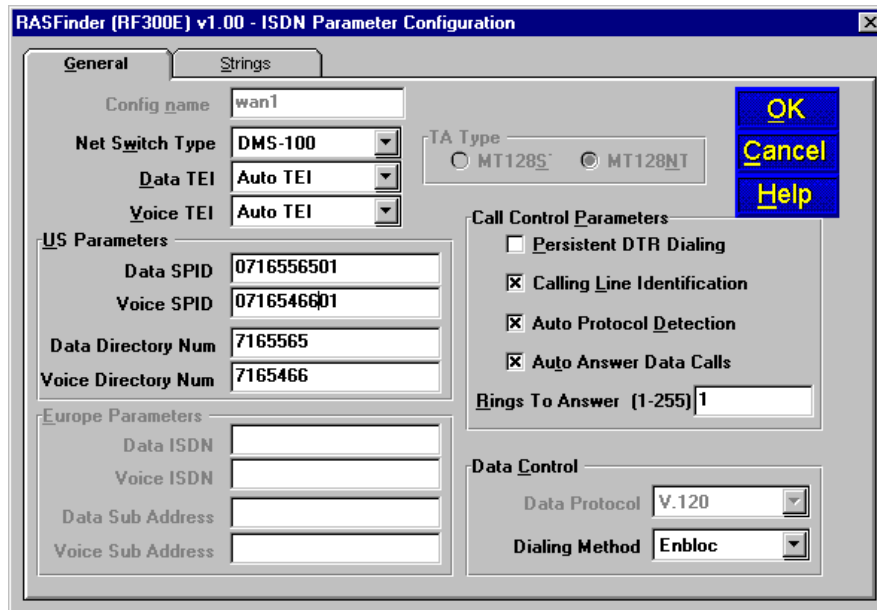 RASFinder (RF300E) v1.00 - ISDN Parameter Configuration
General
Strings
Config name wan1
Net Switch Type DMS-100
Data TEI Auto TEI
Voice TEI Auto TEI
TA Type
MT128S MT128NT
OK
Cancel
Help
US Parameters
Data SPID 0716556501
Voice SPID 0716546601
Data Directory Num 7165565
Voice Directory Num 7165466
Europe Parameters
Data ISDN
Voice ISDN
Data Sub Address
Voice Sub Address
Call Control Parameters
Persistent DTR Dialing
Calling Line Identification
Auto Protocol Detection
Auto Answer Data Calls
Rings To Answer (1-255) 1
Data Control
Data Protocol V.120
Dialing Method Enbloc